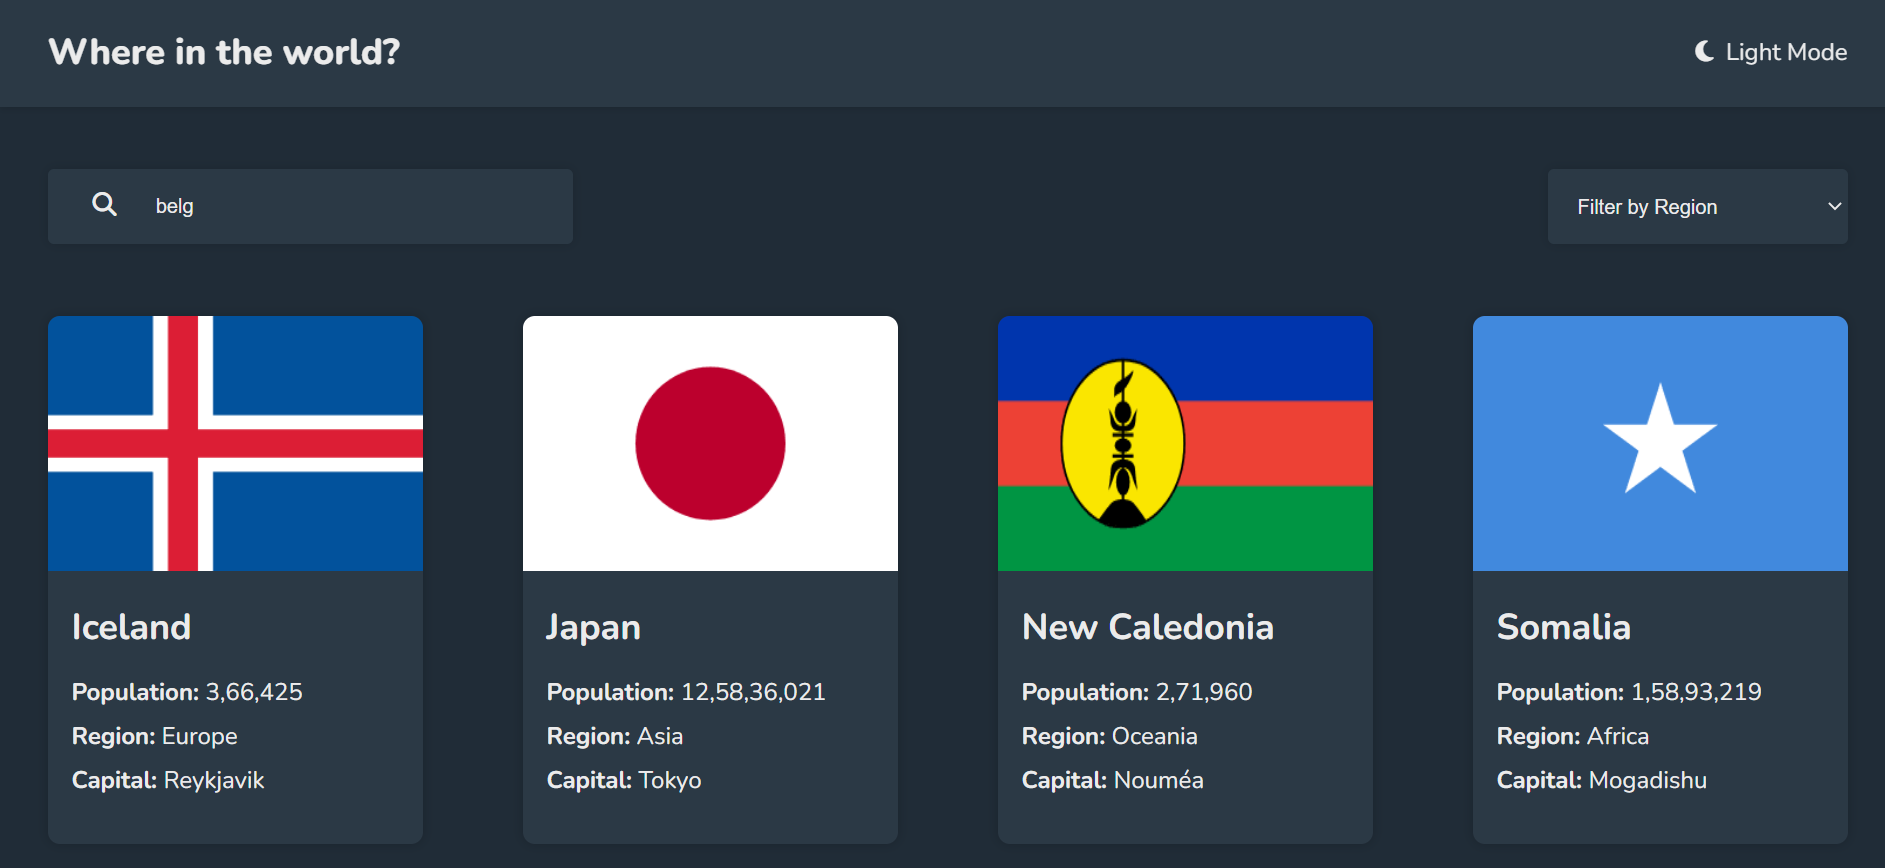 Where in the world?
Light Mode
belg
Filter by Region
Iceland
Population: 3,66,425
Region: Europe
Capital: Reykjavik
Japan
Population: 12,58,36,021
Region: Asia
Capital: Tokyo
New Caledonia
Population: 2,71,960
Region: Oceania
Capital: Nouméa
Somalia
Population: 1,58,93,219
Region: Africa
Capital: Mogadishu